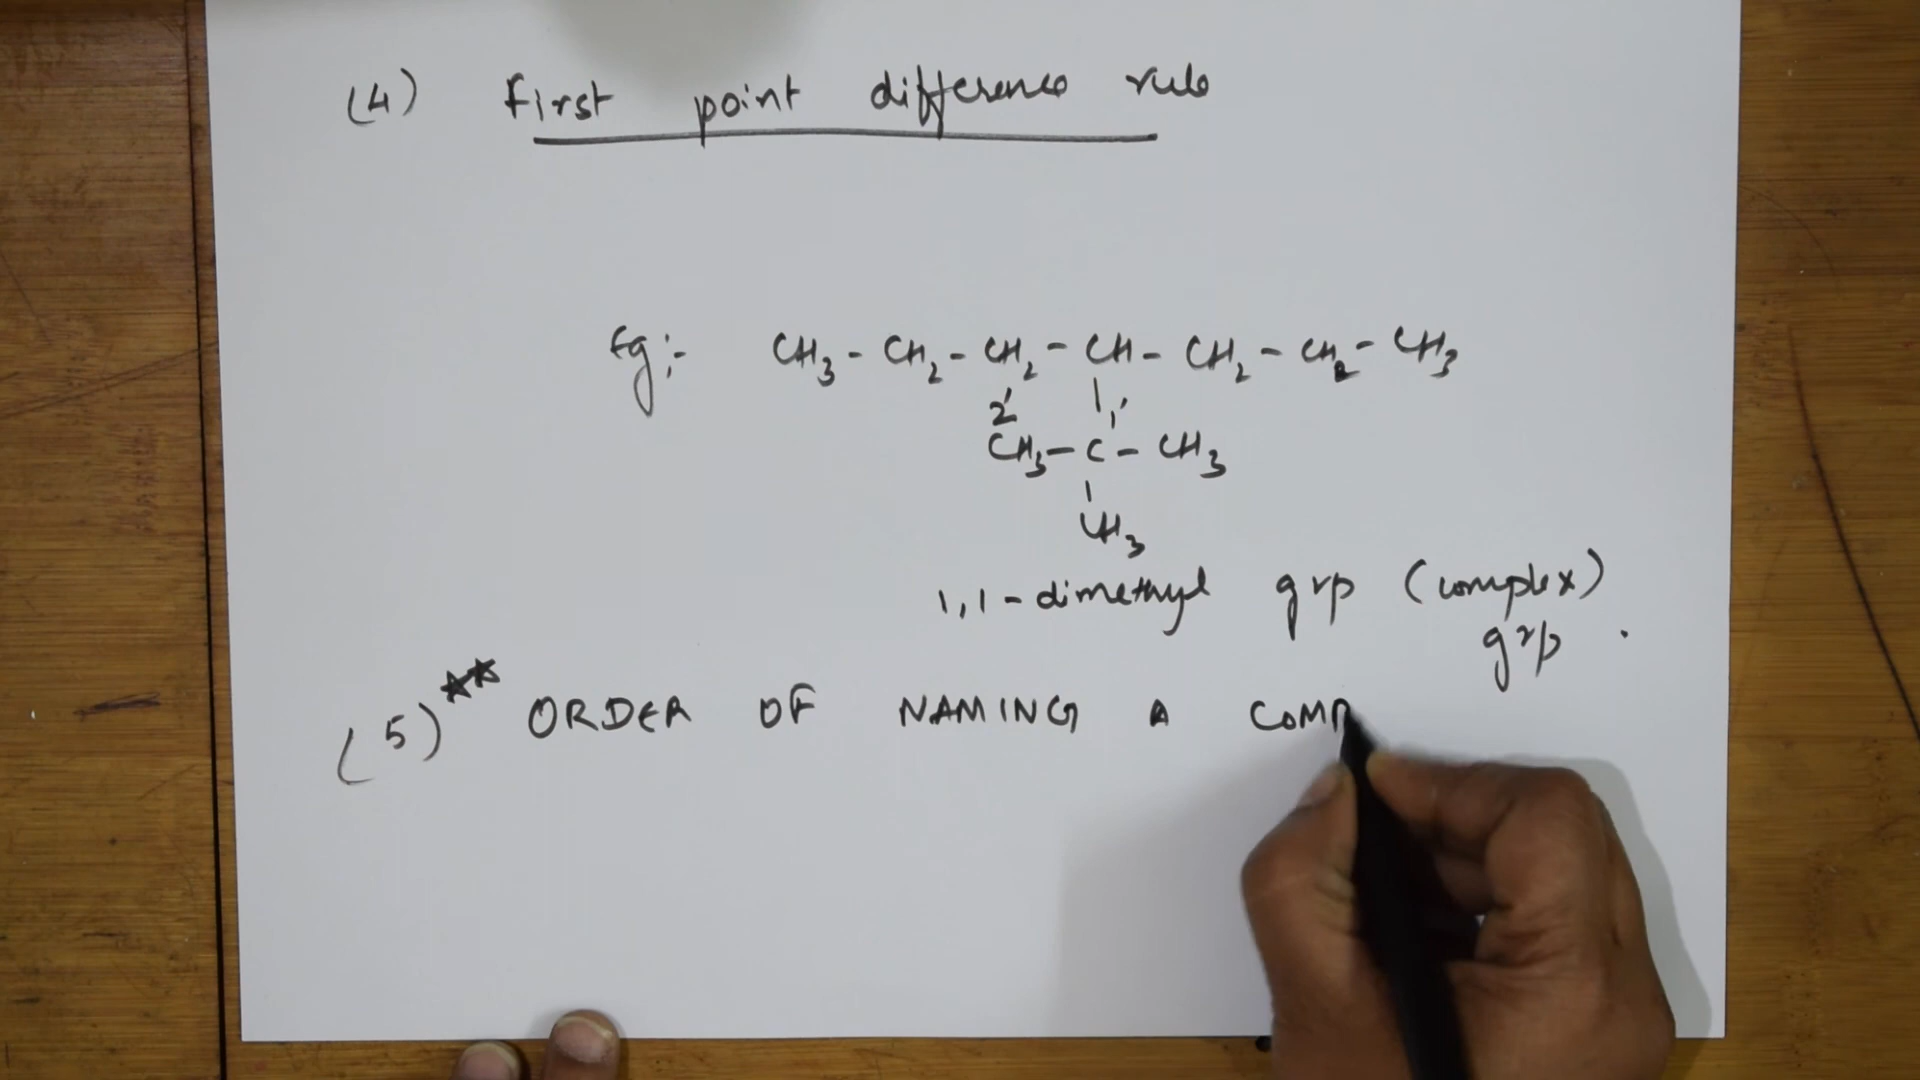 (4) First point difference rule
Eg:- CH₃ - CH₂ - CH₂ - CH - CH₂ - CH₂ - CH₃
2' | 1'
CH₃ - C - CH₃
|
CH₃
1,1 - dimethyl grp (complex)
grp .
(5)** ORDER OF NAMING A COMP